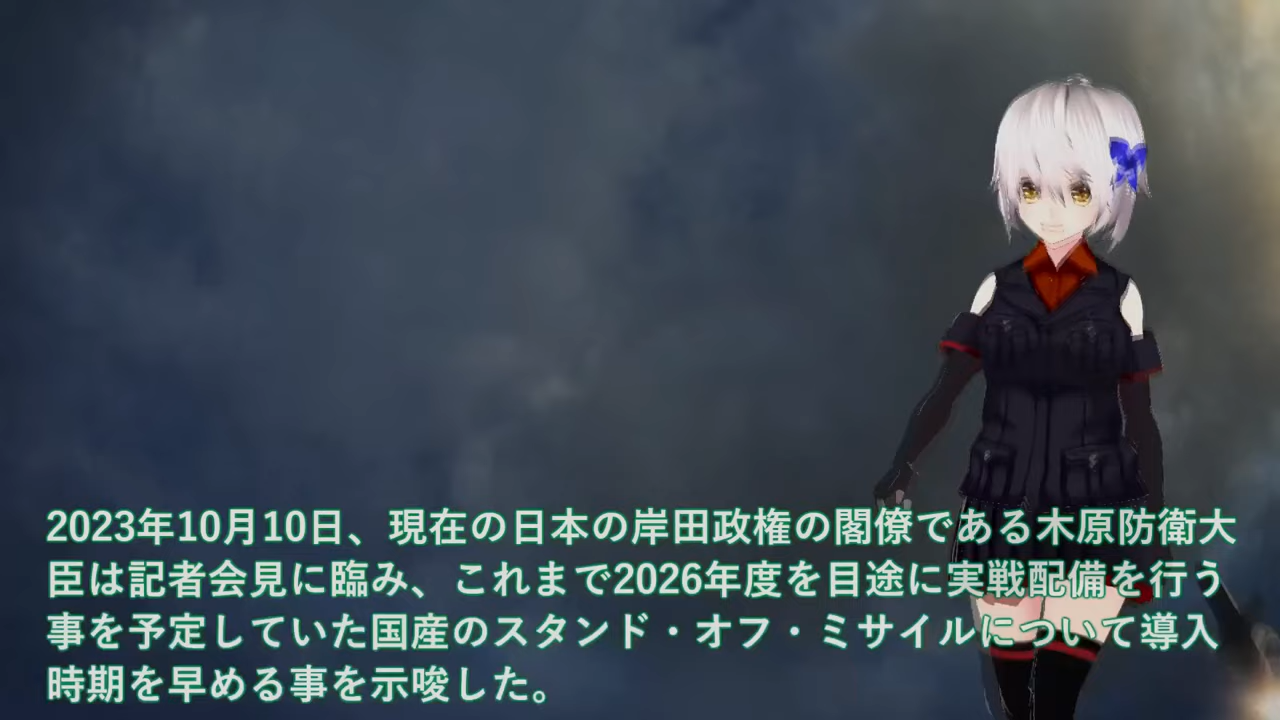 2023年10月10日、現在の日本の岸田政権の閣僚である木原防衛大
臣は記者会見に臨み、これまで2026年度を目途に実戦配備を行う
事を予定していた国産のスタンド・オフ・ミサイルについて導入
時期を早める事を示唆した。